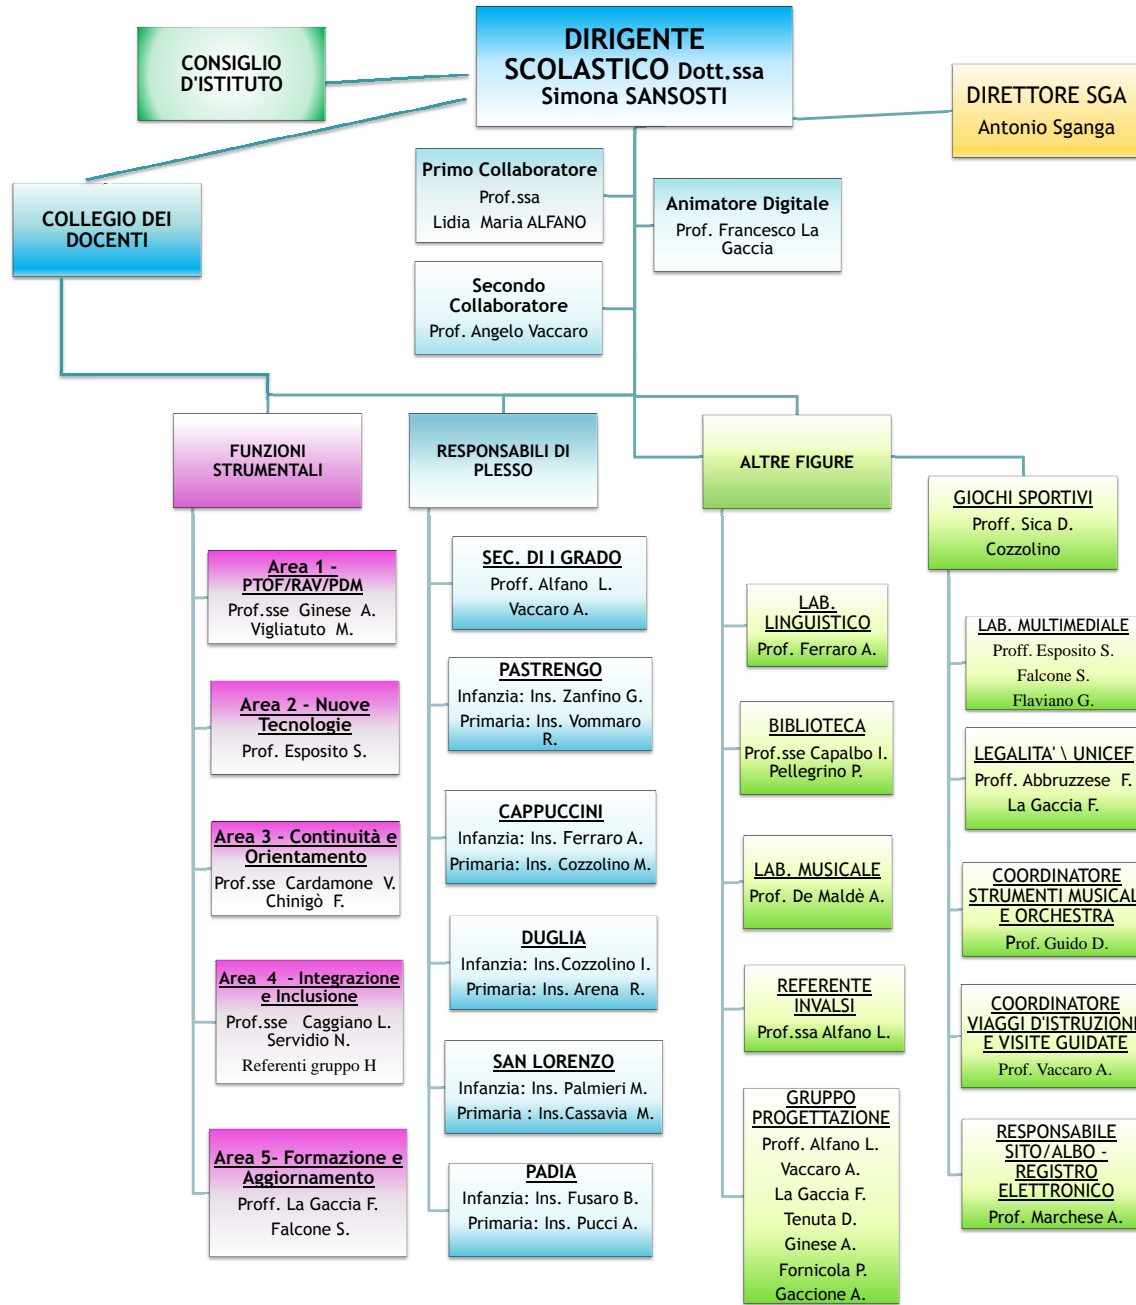 DIRIGENTE
SCOLASTICO Dott.ssa
Simona SANSOSTI
CONSIGLIO
D'ISTITUTO
DIRETTORE SGA
Antonio Sganga
COLLEGIO DEI
DOCENTI
Primo Collaboratore
Prof.ssa
Lidia Maria ALFANO
Animatore Digitale
Prof. Francesco La
Gaccia
Secondo
Collaboratore
Prof. Angelo Vaccaro
FUNZIONI
STRUMENTALI
Area 1 -
PTOF/RAV/PDM
Prof.sse Ginese A.
Vigliatuto M.
Area 2 - Nuove
Tecnologie
Prof. Esposito S.
Area 3 - Continuità e
Orientamento
Prof.sse Cardamone V.
Chinigò F.
Area 4 - Integrazione
e Inclusione
Prof.sse Caggiano L.
Servidio N.
Referenti gruppo H
Area 5- Formazione e
Aggiornamento
Proff. La Gaccia F.
Falcone S.
RESPONSABILI DI
PLESSO
SEC. DI I GRADO
Proff. Alfano L.
Vaccaro A.
PASTRENGO
Infanzia: Ins. Zanfino G.
Primaria: Ins. Vommaro
R.
CAPPUCCINI
Infanzia: Ins. Ferraro A.
Primaria: Ins. Cozzolino M.
DUGLIA
Infanzia: Ins.Cozzolino I.
Primaria: Ins. Arena R.
SAN LORENZO
Infanzia: Ins. Palmieri M.
Primaria : Ins.Cassavia M.
PADIA
Infanzia: Ins. Fusaro B.
Primaria: Ins. Pucci A.
ALTRE FIGURE
LAB.
LINGUISTICO
Prof. Ferraro A.
BIBLIOTECA
Prof.sse Capalbo I.
Pellegrino P.
LAB. MUSICALE
Prof. De Maldè A.
REFERENTE
INVALSI
Prof.ssa Alfano L.
GRUPPO
PROGETTAZIONE
Proff. Alfano L.
Vaccaro A.
La Gaccia F.
Tenuta D.
Ginese A.
Fornicola P.
Gaccione A.
GIOCHI SPORTIVI
Proff. Sica D.
Cozzolino
LAB. MULTIMEDIALE
Proff. Esposito S.
Falcone S.
Flaviano G.
LEGALITA' \ UNICEF
Proff. Abbruzzese F.
La Gaccia F.
COORDINATORE
STRUMENTI MUSICAL
E ORCHESTRA
Prof. Guido D.
COORDINATORE
VIAGGI D'ISTRUZIONE
E VISITE GUIDATE
Prof. Vaccaro A.
RESPONSABILE
SITO/ALBO -
REGISTRO
ELETTRONICO
Prof. Marchese A.